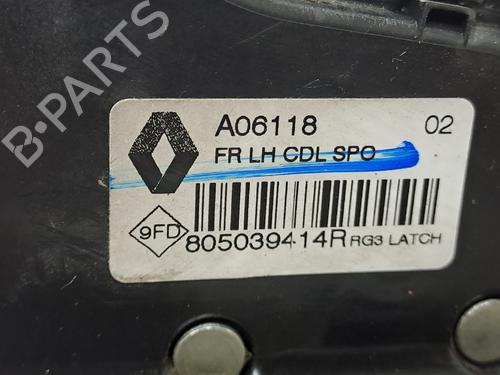 B-PARTS
A06118 02
FR LH CDL SPO
9FD 805039414R RG3 LATCH